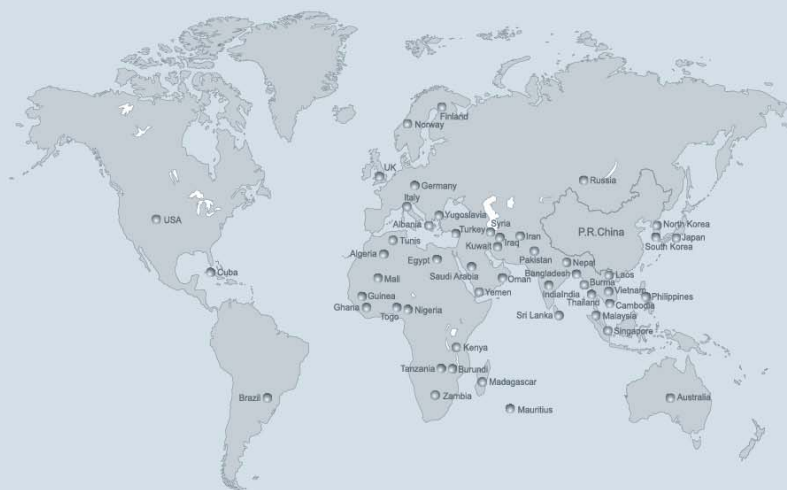 Finland
Norway
UK
Russia
Germany
Italy
USA
Yugoslavia
Syria
North Korea
Albania
Turkey
P.R.China
Tunis
Iran
South Korea
Japan
Kuwait
Iraq
Algeria
Egypt
Pakistan
Nepal
Cuba
Saudi Arabia
Bangladesh
Laos
Mali
Oman
Burma
Yemen
IndiaIndia
Vietnam
Guinea
Philippines
Thailand
Ghana
Togo
Nigeria
Cambodia
Sri Lanka
Malaysia
Singapore
Kenya
Tanzania
Burundi
Madagascar
Zambia
Brazil
Australia
Mauritius